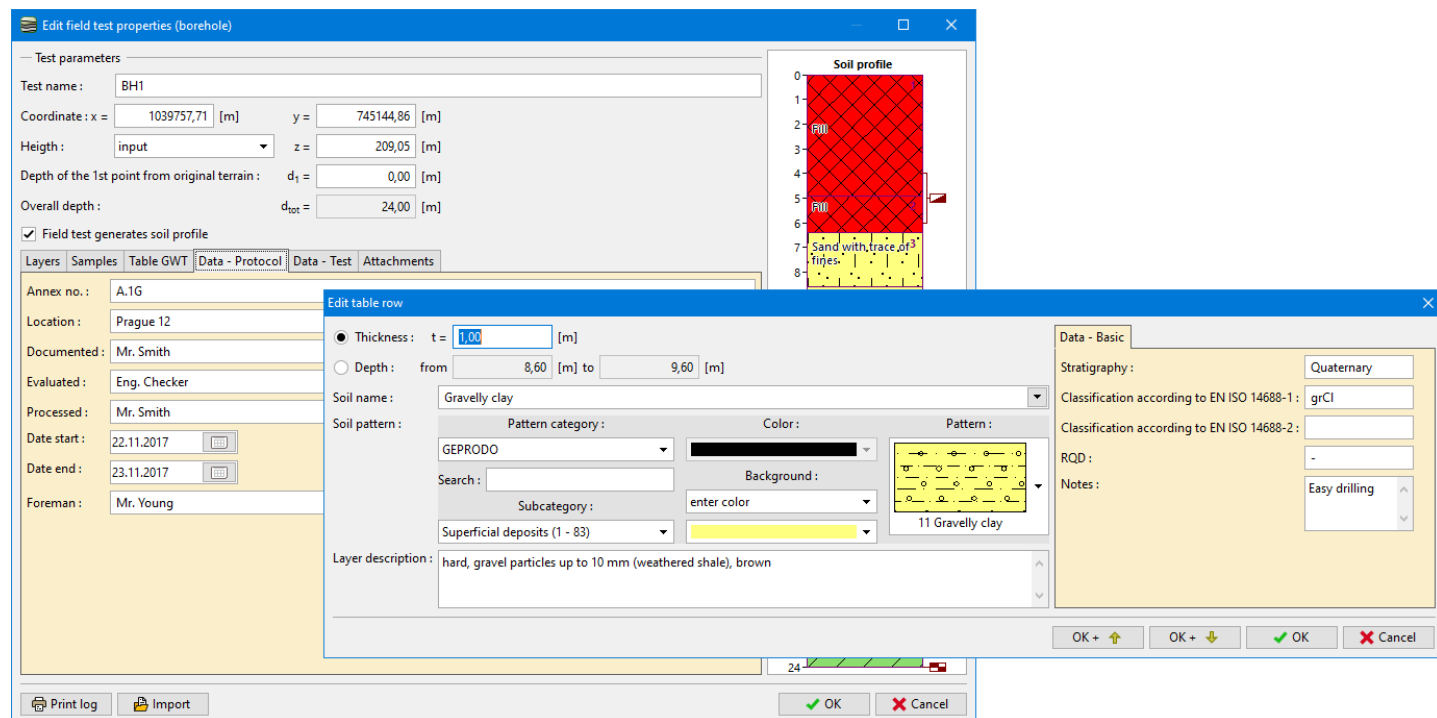 Edit field test properties (borehole)
Test parameters
Test name :
BH1
Coordinate : x =
1039757,71
[m]
y =
745144,86
[m]
Heigth :
input
z =
209,05
[m]
Depth of the 1st point from original terrain :
d1 =
0,00
[m]
Overall depth :
dtot =
24,00
[m]
Field test generates soil profile
Layers
Samples
Table GWT
Data - Protocol
Data - Test
Attachments
Annex no. :
A.1G
Location :
Prague 12
Documented :
Mr. Smith
Evaluated :
Eng. Checker
Processed :
Mr. Smith
Date start :
22.11.2017
Date end :
23.11.2017
Foreman :
Mr. Young
Print log
Import
OK
Cancel
Soil profile
0
1
2
Fill
3
4
5
Fill
6
7
Sand with trace of
3
fines
8
24
Edit table row
Thickness :
t =
1,00
[m]
Depth :
from
8,60
[m] to
9,60
[m]
Soil name :
Gravelly clay
Soil pattern :
Pattern category :
GEPRODO
Search :
Subcategory :
Superficial deposits (1 - 83)
Color :
Background :
enter color
Pattern :
11 Gravelly clay
Layer description :
hard, gravel particles up to 10 mm (weathered shale), brown
Data - Basic
Stratigraphy :
Quaternary
Classification according to EN ISO 14688-1 :
grCl
Classification according to EN ISO 14688-2 :
RQD :
-
Notes :
Easy drilling
OK +
OK +
OK
Cancel